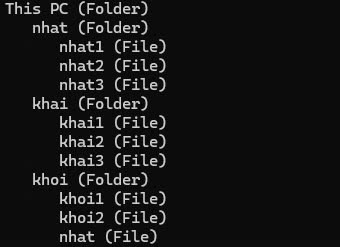 This PC (Folder)
nhat (Folder)
nhat1 (File)
nhat2 (File)
nhat3 (File)
khai (Folder)
khai1 (File)
khai2 (File)
khai3 (File)
khoi (Folder)
khoi1 (File)
khoi2 (File)
nhat (File)